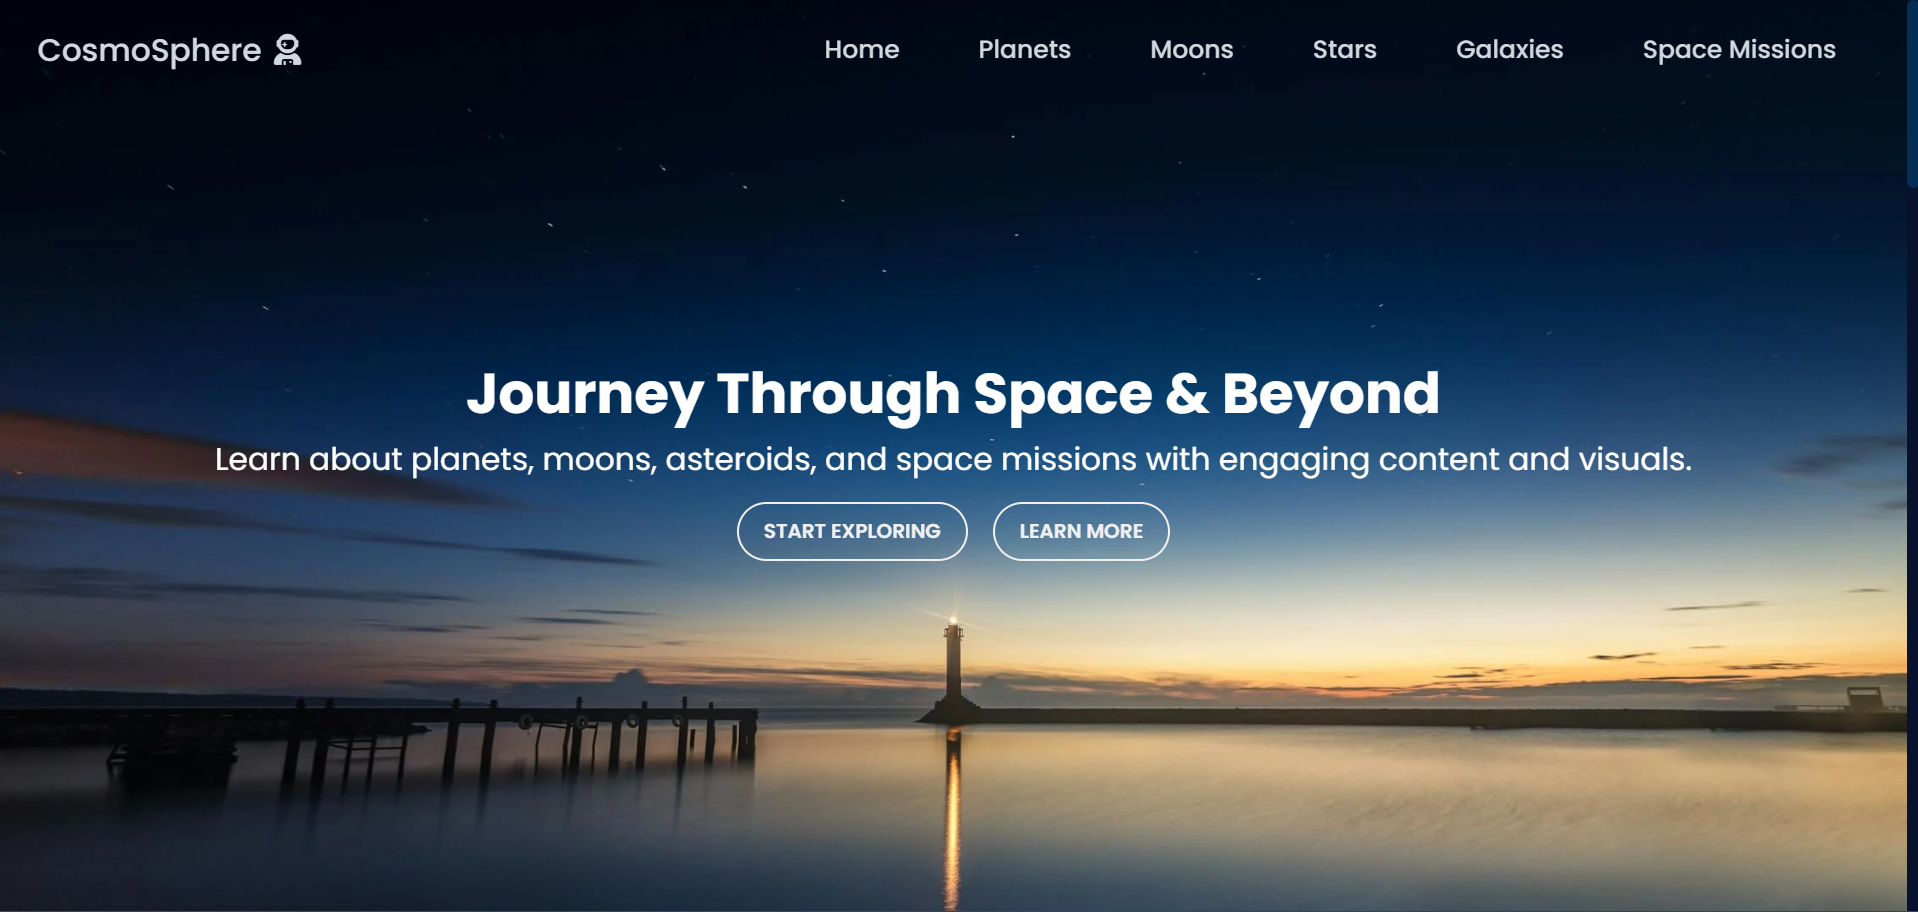 CosmoSphere
Home Planets Moons Stars Galaxies Space Missions
Journey Through Space & Beyond
Learn about planets, moons, asteroids, and space missions with engaging content and visuals.
START EXPLORING LEARN MORE